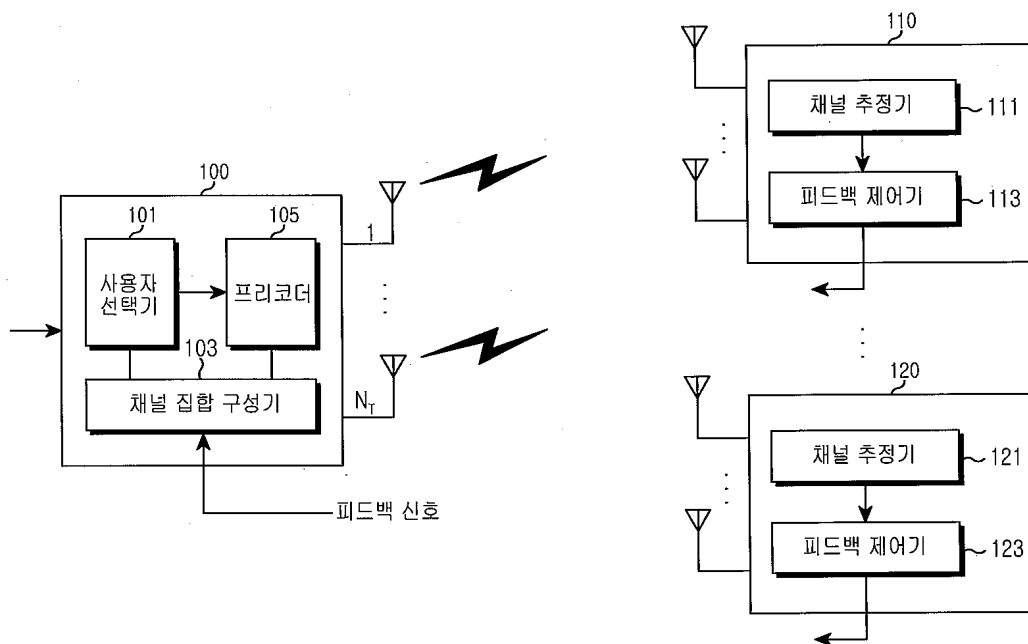 100
101
사용자
선택기
105
프리코더
103
채널 집합 구성기
피드백 신호
1
N_T
110
채널 추정기
111
피드백 제어기
113
120
채널 추정기
121
피드백 제어기
123